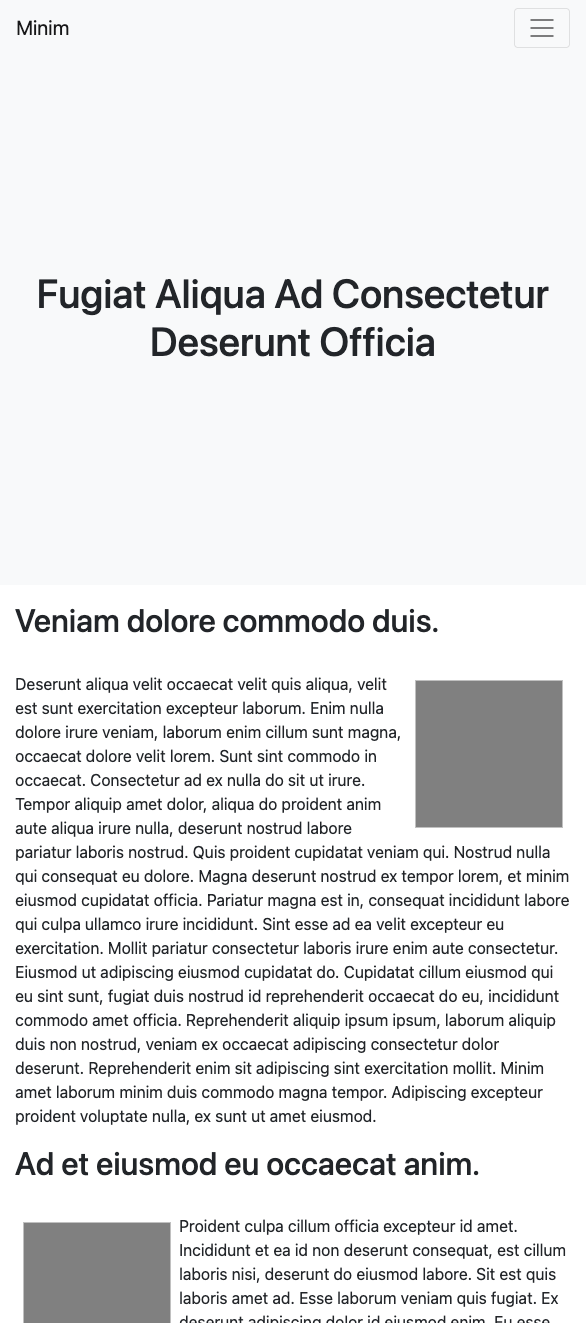 Minim
Fugiat Aliqua Ad Consectetur
Deserunt Officia
Veniam dolore commodo duis.
Deserunt aliqua velit occaecat velit quis aliqua, velit
est sunt exercitation excepteur laborum. Enim nulla
dolore irure veniam, laborum enim cillum sunt magna,
occaecat dolore velit lorem. Sunt sint commodo in
occaecat. Consectetur ad ex nulla do sit ut irure.
Tempor aliquip amet dolor, aliqua do proident anim
aute aliqua irure nulla, deserunt nostrud labore
pariatur laboris nostrud. Quis proident cupidatat veniam qui. Nostrud nulla
qui consequat eu dolore. Magna deserunt nostrud ex tempor lorem, et minim
eiusmod cupidatat officia. Pariatur magna est in, consequat incididunt labore
qui culpa ullamco irure incididunt. Sint esse ad ea velit excepteur eu
exercitation. Mollit pariatur consectetur laboris irure enim aute consectetur.
Eiusmod ut adipiscing eiusmod cupidatat do. Cupidatat cillum eiusmod qui
eu sint sunt, fugiat duis nostrud id reprehenderit occaecat do eu, incididunt
commodo amet officia. Reprehenderit aliquip ipsum ipsum, laborum aliquip
duis non nostrud, veniam ex occaecat adipiscing consectetur dolor
deserunt. Reprehenderit enim sit adipiscing sint exercitation mollit. Minim
amet laborum minim duis commodo magna tempor. Adipiscing excepteur
proident voluptate nulla, ex sunt ut amet eiusmod.
Ad et eiusmod eu occaecat anim.
Proident culpa cillum officia excepteur id amet.
Incididunt et ea id non deserunt consequat, est cillum
laboris nisi, deserunt do eiusmod labore. Sit est quis
laboris amet ad. Esse laborum veniam quis fugiat. Ex
deserunt adipiscing dolor id eiusmod enim. Eu esse